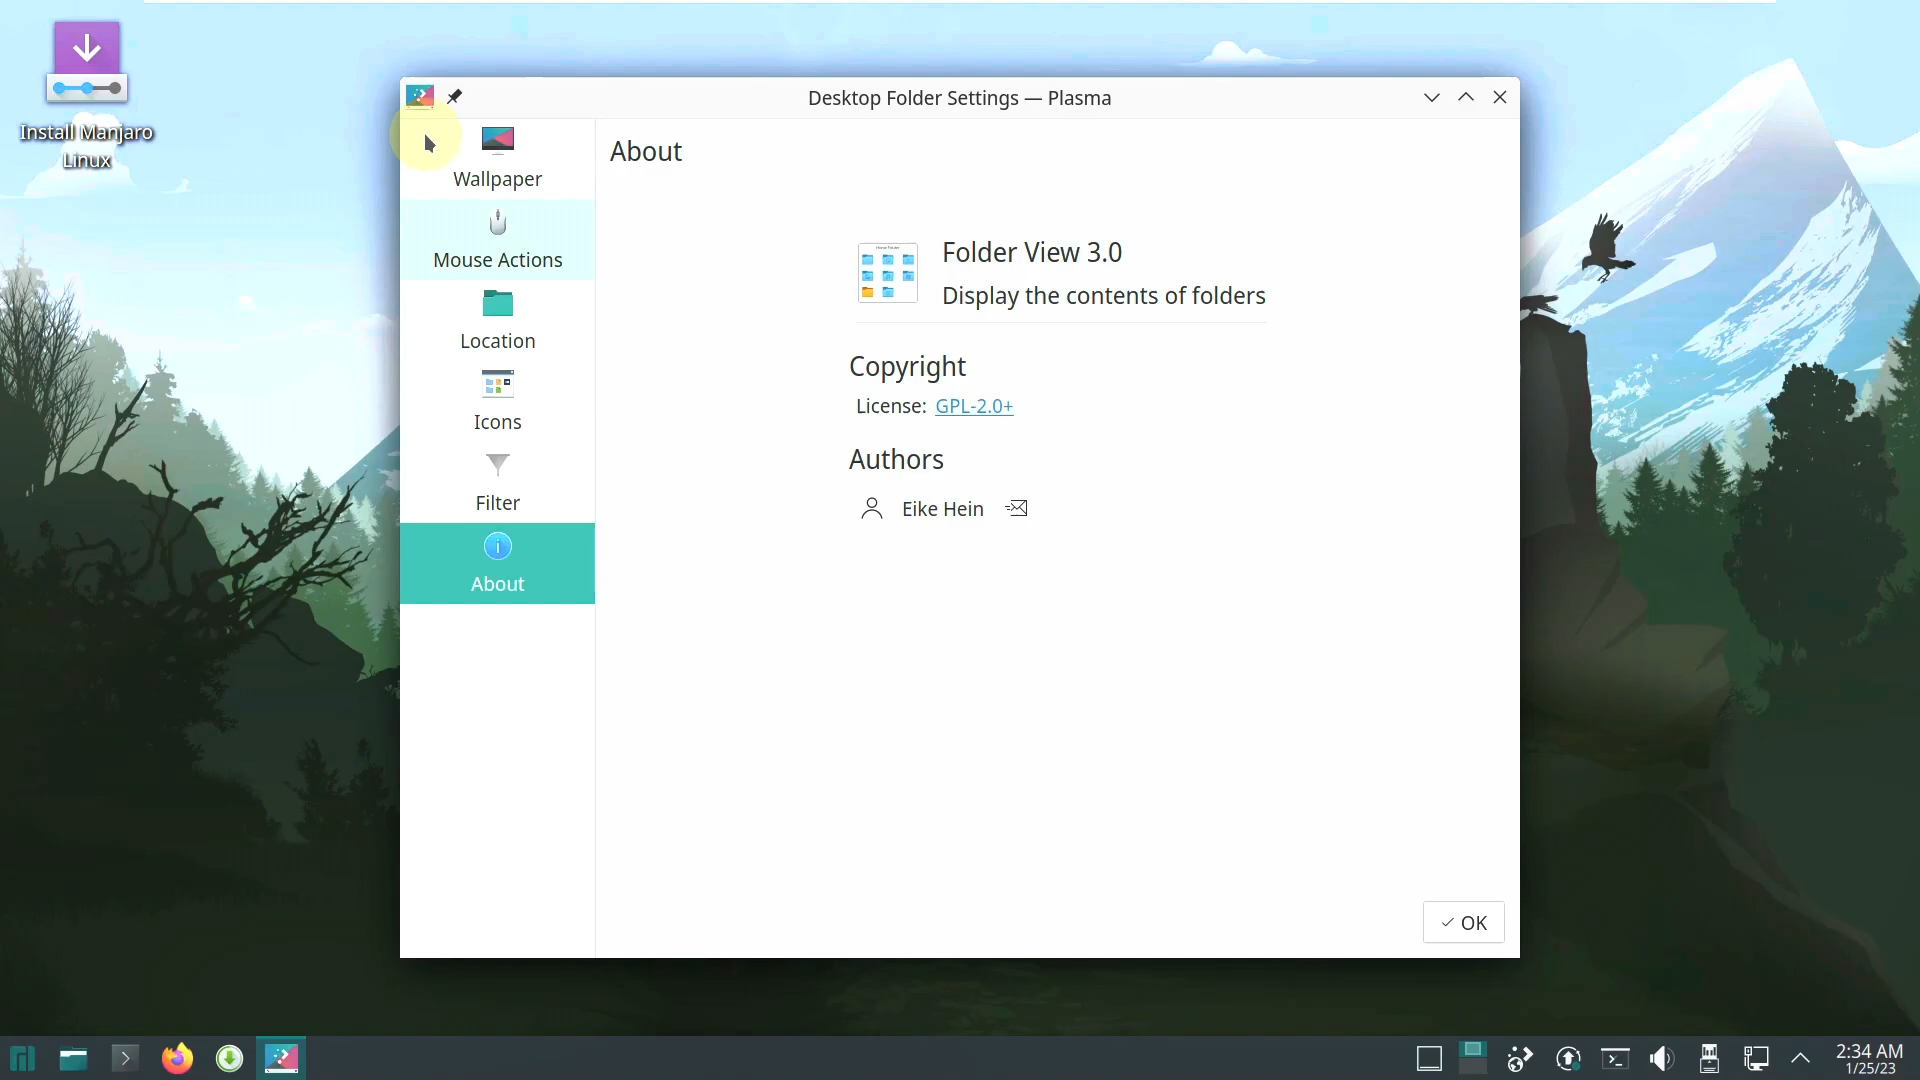 Install Manjaro
Linux
Desktop Folder Settings — Plasma
Wallpaper
Mouse Actions
Location
Icons
Filter
About
About
Folder View 3.0
Display the contents of folders
Copyright
License: GPL-2.0+
Authors
Eike Hein
OK
2:34 AM
1/25/23